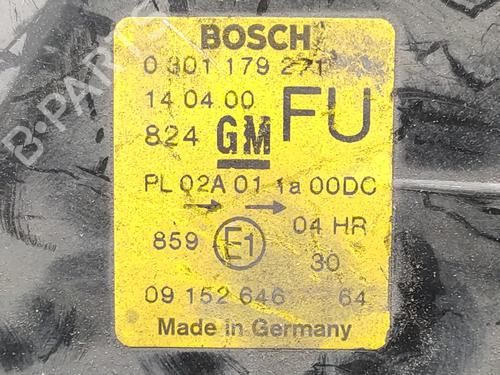 BOSCH
0 301 179 271
14 04 00
FU
824 GM
PL 02A 01 1a 00DC
→ →
859 E1 04 HR
30
09 152 646 64
Made in Germany
B-PARTS